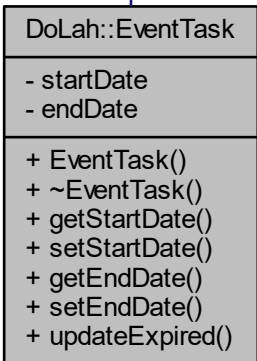 DoLah::EventTask
- startDate
- endDate
+ EventTask()
+ ~EventTask()
+ getStartDate()
+ setStartDate()
+ getEndDate()
+ setEndDate()
+ updateExpired()